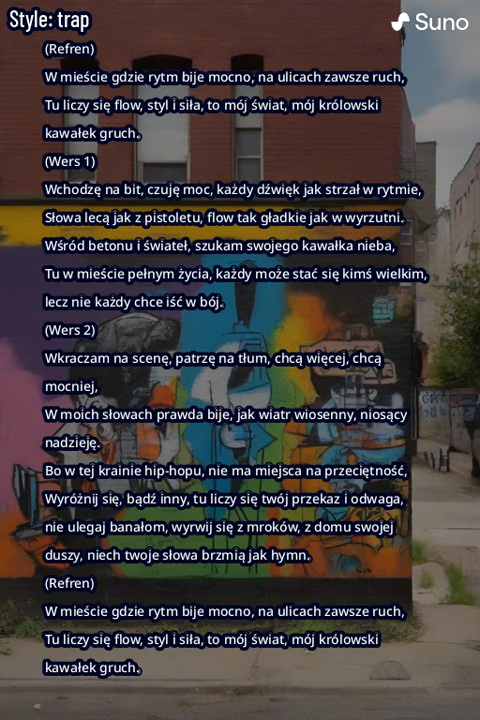 Style: trap
Suno
(Refren)
W mieście gdzie rytm bije mocno, na ulicach zawsze ruch,
Tu liczy się flow, styl i siła, to mój świat, mój królowski
kawałek gruch.
(Wers 1)
Wchodzę na bit, czuję moc, każdy dźwięk jak strzał w rytmie,
Słowa lecą jak z pistoletu, flow tak gładkie jak w wyrzutni.
Wśród betonu i świateł, szukam swojego kawałka nieba,
Tu w mieście pełnym życia, każdy może stać się kimś wielkim,
lecz nie każdy chce iść w bój.
(Wers 2)
Wkraczam na scenę, patrzę na tłum, chcą więcej, chcą
mocniej,
W moich słowach prawda bije, jak wiatr wiosenny, niosący
nadzieję.
Bo w tej krainie hip-hopu, nie ma miejsca na przeciętność,
Wyróżnij się, bądź inny, tu liczy się twój przekaz i odwaga,
nie ulegaj banałom, wyrwij się z mroków, z domu swojej
duszy, niech twoje słowa brzmią jak hymn.
(Refren)
W mieście gdzie rytm bije mocno, na ulicach zawsze ruch,
Tu liczy się flow, styl i siła, to mój świat, mój królowski
kawałek gruch.